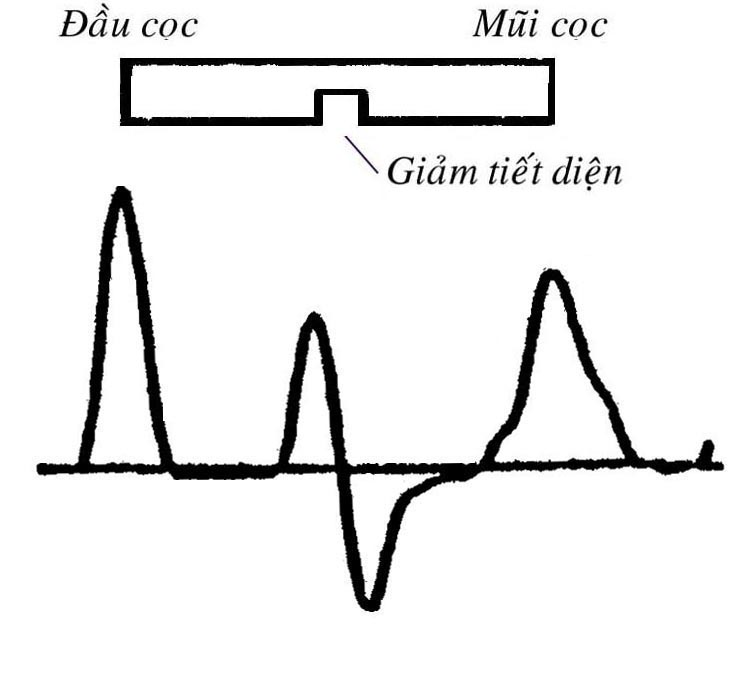 Đầu cọc
Mũi cọc
Giảm tiết diện